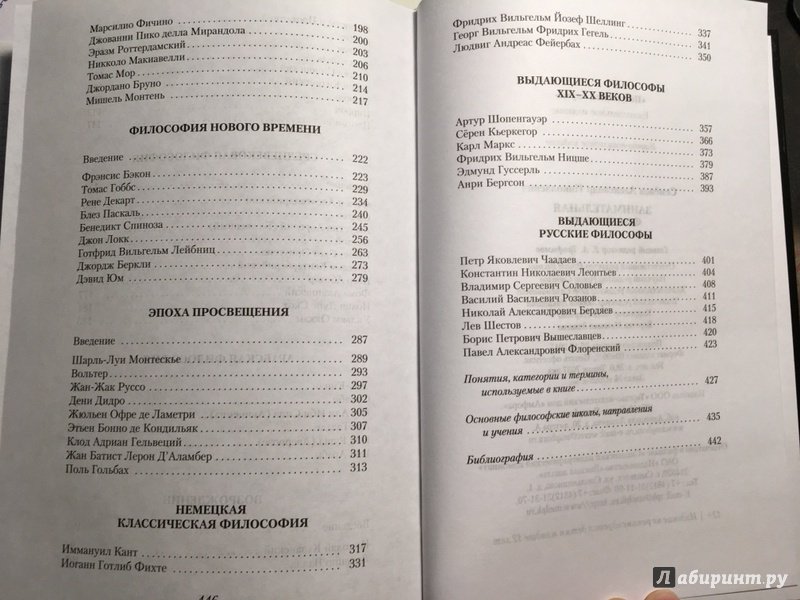 Марсилио Фичино 198
Джованни Пико делла Мирандола 200
Эразм Роттердамский 203
Никколо Макиавелли 206
Томас Мор 210
Джордано Бруно 214
Мишель Монтень 217
ФИЛОСОФИЯ НОВОГО ВРЕМЕНИ
Введение 222
Фрэнсис Бэкон 223
Томас Гоббс 229
Рене Декарт 234
Блез Паскаль 240
Бенедикт Спиноза 245
Джон Локк 256
Готфрид Вильгельм Лейбниц 263
Джордж Беркли 273
Дэвид Юм 279
ЭПОХА ПРОСВЕЩЕНИЯ
Введение 287
Шарль-Луи Монтескье 289
Вольтер 293
Жан-Жак Руссо 297
Дени Дидро 302
Жюльен Офре де Ламетри 305
Этьен Бонно де Кондильяк 307
Клод Адриан Гельвеций 310
Жан Батист Лерон Д’Аламбер 311
Поль Гольбах 313
НЕМЕЦКАЯ
КЛАССИЧЕСКАЯ ФИЛОСОФИЯ
Иммануил Кант 317
Иоганн Готлиб Фихте 331
446
Фридрих Вильгельм Йозеф Шеллинг 337
Георг Вильгельм Фридрих Гегель 341
Людвиг Андреас Фейербах 350
ВЫДАЮЩИЕСЯ ФИЛОСОФЫ
XIX–XX ВЕКОВ
Артур Шопенгауэр 357
Сёрен Кьеркегор 366
Карл Маркс 373
Фридрих Вильгельм Ницше 379
Эдмунд Гуссерль 387
Анри Бергсон 393
ВЫДАЮЩИЕСЯ
РУССКИЕ ФИЛОСОФЫ
Петр Яковлевич Чаадаев 401
Константин Николаевич Леонтьев 404
Владимир Сергеевич Соловьев 408
Василий Васильевич Розанов 411
Николай Александрович Бердяев 415
Лев Шестов 418
Борис Петрович Вышеславцев 420
Павел Александрович Флоренский 423
Понятия, категории и термины,
используемые в книге 427
Основные философские школы, направления
и учения 435
Библиография 442
Лабиринт.ру